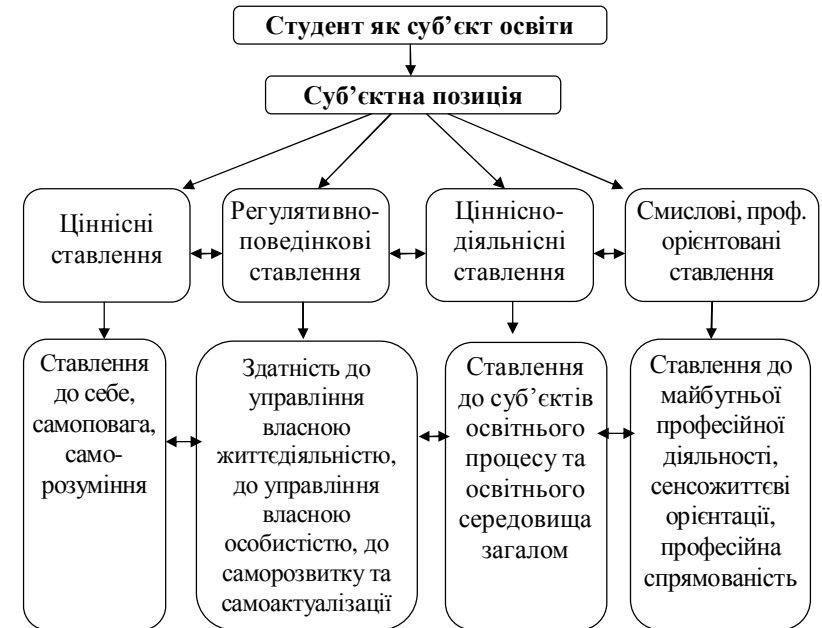 Студент як суб’єкт освіти
Суб’єктна позиція
Ціннісні
ставлення
Регулятивно-
поведінкові
ставлення
Ціннісно-
діяльнісні
ставлення
Смислові, проф.
орієнтовані
ставлення
Ставлення
до себе,
самоповага,
само-
розуміння
Здатність до
управління
власною
життєдіяльністю,
до управління
власною
особистістю, до
саморозвитку та
самоактуалізації
Ставлення
до суб’єктів
освітнього
процесу та
освітнього
середовища
загалом
Ставлення до
майбутньої
професійної
діяльності,
сенсожиттєві
орієнтації,
професійна
спрямованість